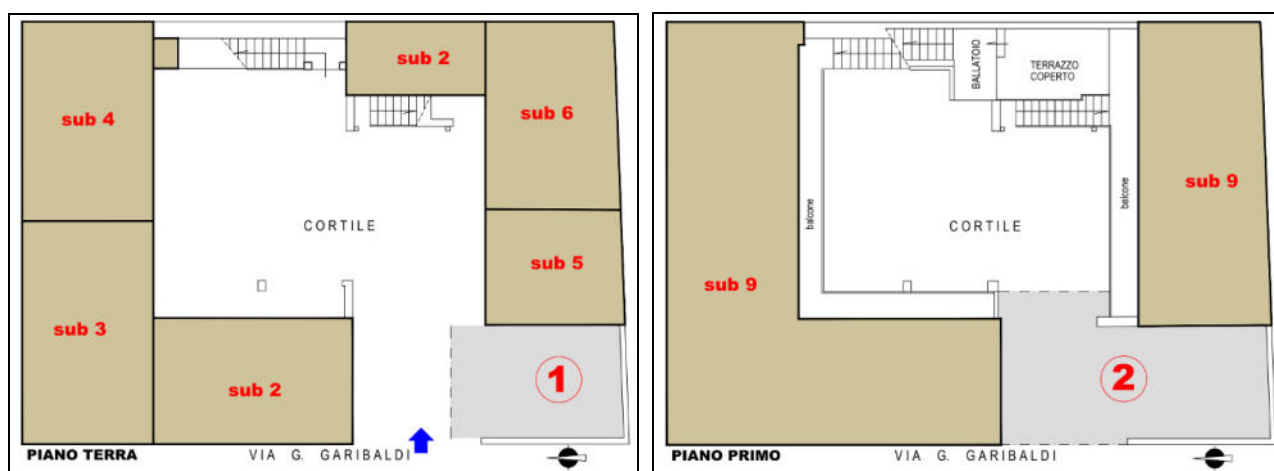 sub 2
sub 4
sub 6
CORTILE
sub 5
sub 3
sub 2
1
PIANO TERRA
VIA G. GARIBALDI
BALLATOIO
TERRAZZO
COPERTO
sub 9
balcone
balcone
CORTILE
sub 9
2
PIANO PRIMO
VIA G. GARIBALDI